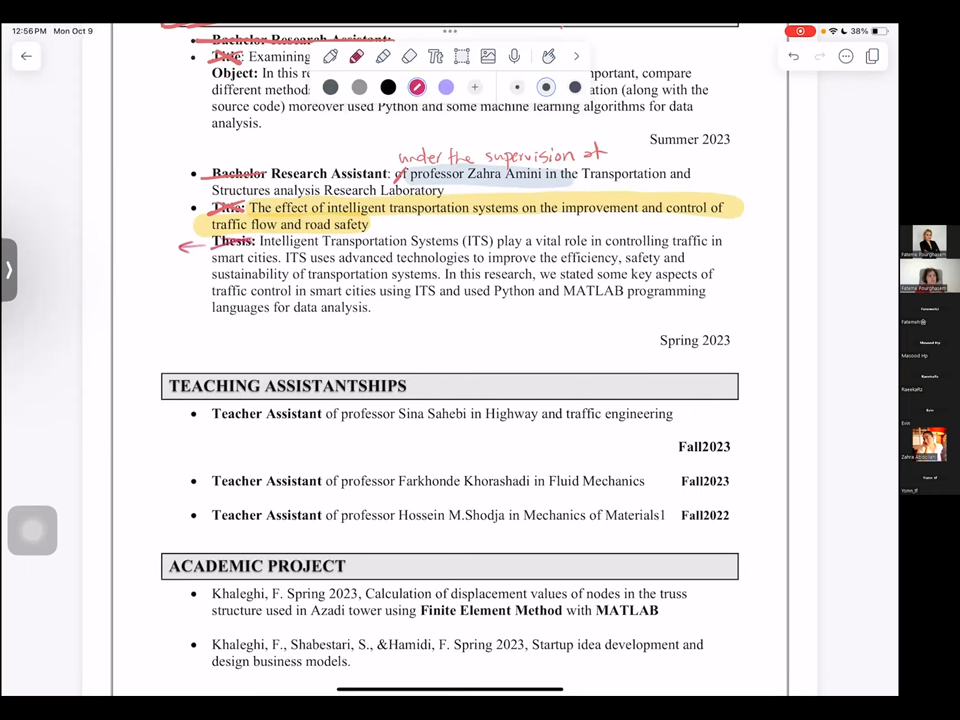 12:56 PM Mon Oct 9
38%
Bachelor Research Assistant:
Title: Examining
Object: In this re mportant, compare
different methods ation (along with the
source code) moreover used Python and some machine learning algorithms for data
analysis.
Summer 2023
under the supervision of
Bachelor Research Assistant: of professor Zahra Amini in the Transportation and
Structures analysis Research Laboratory
Title: The effect of intelligent transportation systems on the improvement and control of
traffic flow and road safety
Thesis: Intelligent Transportation Systems (ITS) play a vital role in controlling traffic in
smart cities. ITS uses advanced technologies to improve the efficiency, safety and
sustainability of transportation systems. In this research, we stated some key aspects of
traffic control in smart cities using ITS and used Python and MATLAB programming
languages for data analysis.
Spring 2023
TEACHING ASSISTANTSHIPS
Teacher Assistant of professor Sina Sahebi in Highway and traffic engineering
Fall2023
Teacher Assistant of professor Farkhonde Khorashadi in Fluid Mechanics Fall2023
Teacher Assistant of professor Hossein M.Shodja in Mechanics of Materials1 Fall2022
ACADEMIC PROJECT
Khaleghi, F. Spring 2023, Calculation of displacement values of nodes in the truss
structure used in Azadi tower using Finite Element Method with MATLAB
Khaleghi, F., Shabestari, S., &Hamidi, F. Spring 2023, Startup idea development and
design business models.
Fateme Pourghasem
Fateme Pourghasem
Masood Hp
Masood Hp
Raeekaftz
Evin
Evin
Zahra Abdollah
Yomn_tf
Yomn_tf